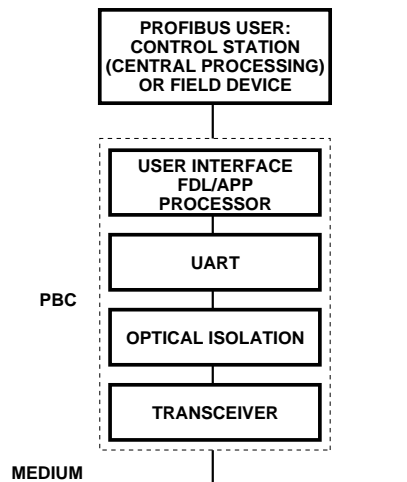 PROFIBUS USER:
CONTROL STATION
(CENTRAL PROCESSING)
OR FIELD DEVICE
USER INTERFACE
FDL/APP
PROCESSOR
UART
PBC
OPTICAL ISOLATION
TRANSCEIVER
MEDIUM